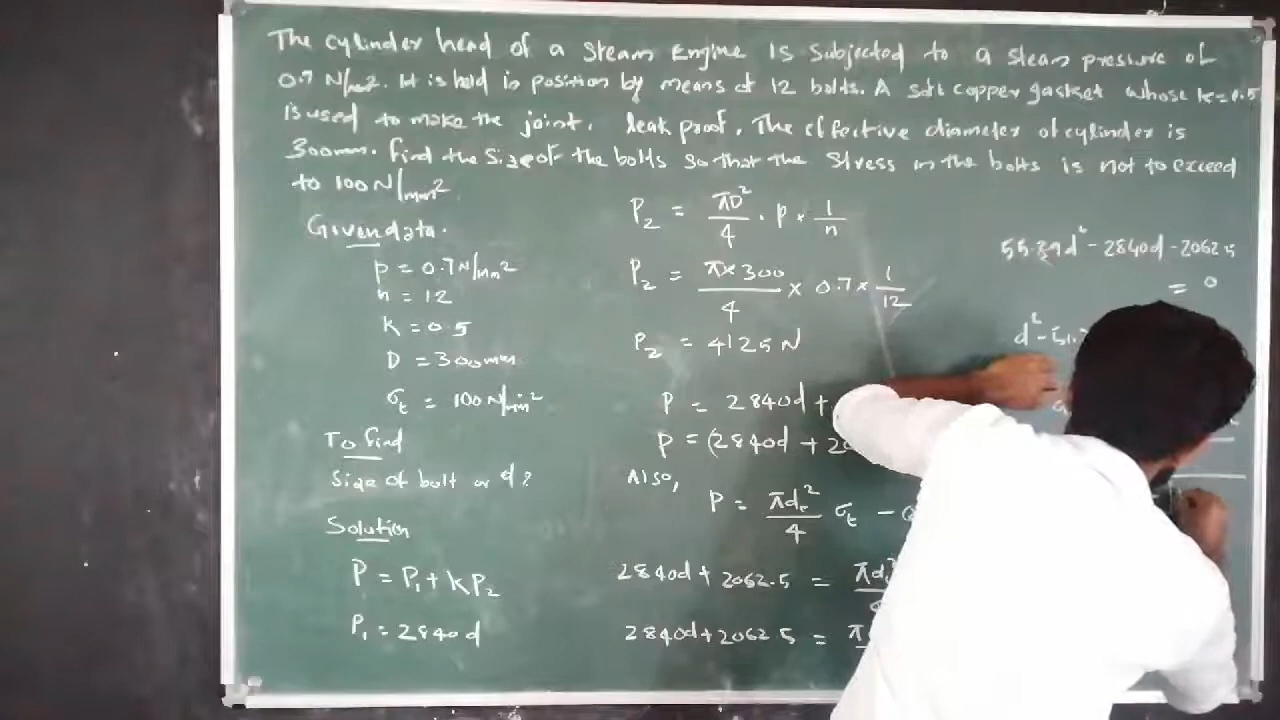 The cylinder head of a steam Engine is subjected to a steam pressure of
0.7 N/mm². It is held in position by means of 12 bolts. A soft copper gasket whose k=0.5
is used to make the joint. leak proof. The effective diameter of cylinder is
300mm. find the size of the bolts so that the stress in the bolts is not to exceed
to 100 N/mm²
Given data.
p = 0.7 N/mm²
n = 12
K = 0.5
D = 300mm
σt = 100 N/mm²
To find
Size of bolt or d?
Solution
P = P₁ + KP₂
P₁ = 2840d
P₂ = πD²/4 · p × 1/n
P₂ = π×300/4 × 0.7 × 1/12
P₂ = 4125 N
P = 2840d +
P = (2840d + 20
Also,
P = πdc²/4 σt
2840d + 2062.5 = πdc²
2840d+2062.5 = π
55.29d² - 2840d - 2062.5
= 0
d² - 51.